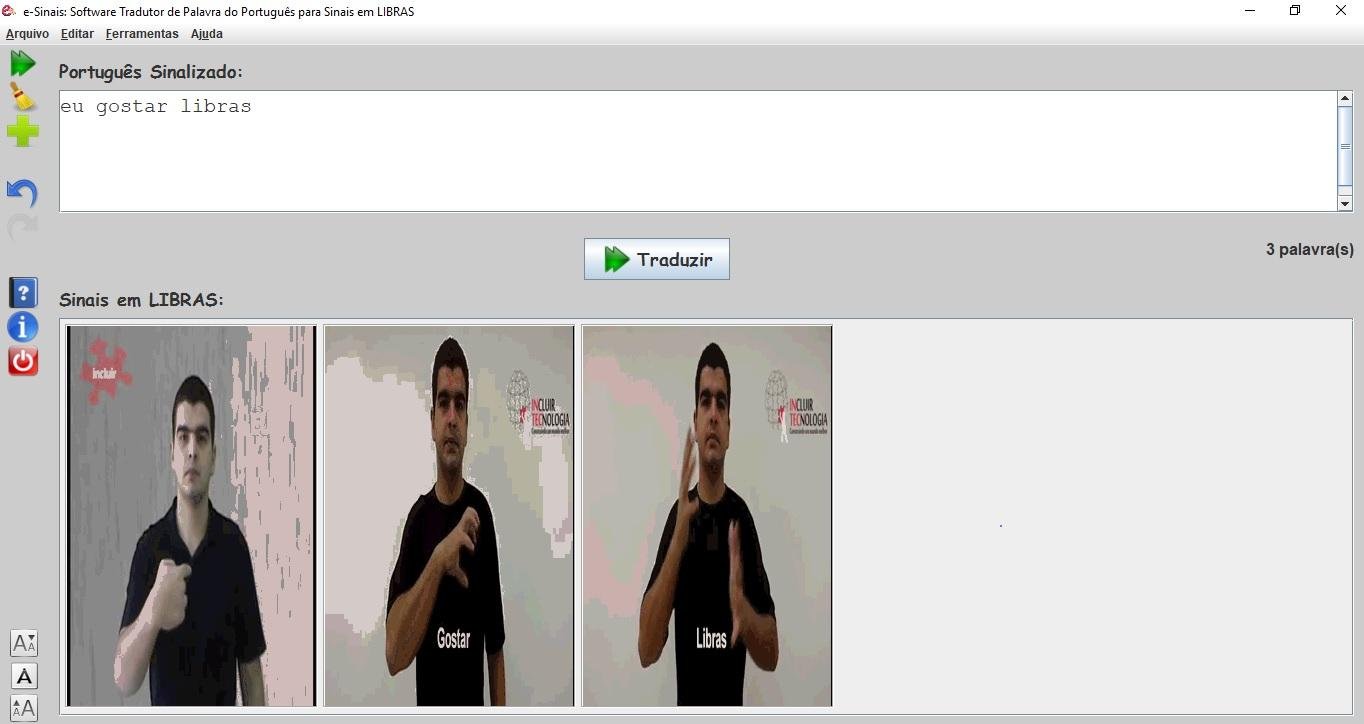 e-Sinais: Software Tradutor de Palavra do Português para Sinais em LIBRAS
Arquivo Editar Ferramentas Ajuda
Português Sinalizado:
eu gostar libras
Traduzir
3 palavra(s)
Sinais em LIBRAS:
incluir
INCLUIR
TECNOLOGIA
Gostar
INCLUIR
TECNOLOGIA
Libras
A A
A
A A